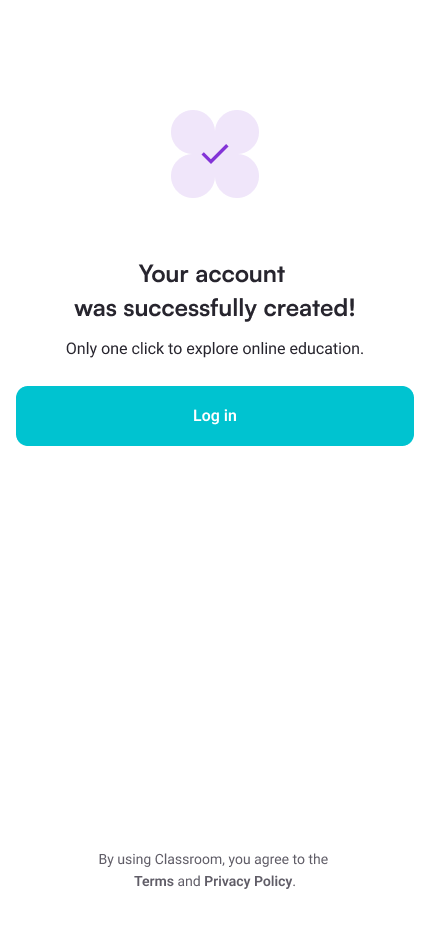 Your account
was successfully created!
Only one click to explore online education.
Log in
By using Classroom, you agree to the
Terms and Privacy Policy.